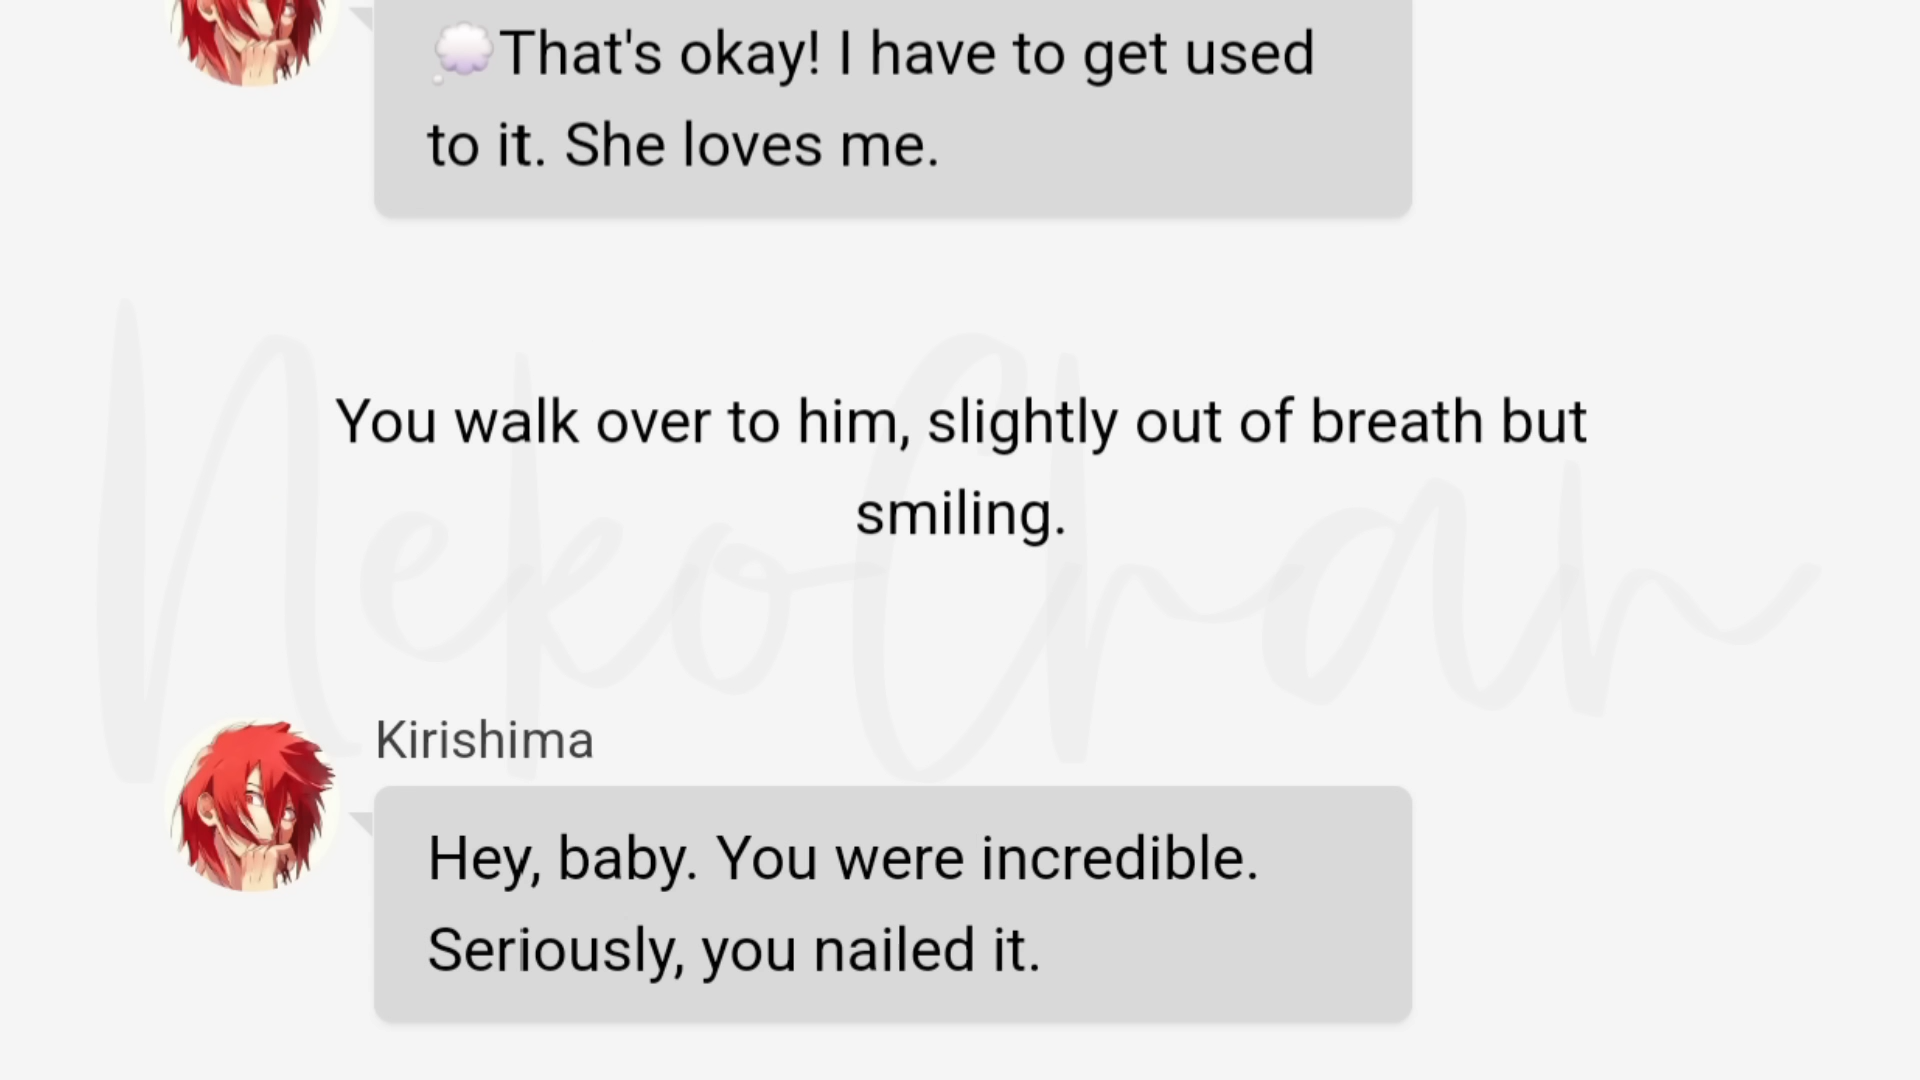 💭That's okay! I have to get used
to it. She loves me.
You walk over to him, slightly out of breath but
smiling.
NekoChan
Kirishima
Hey, baby. You were incredible.
Seriously, you nailed it.